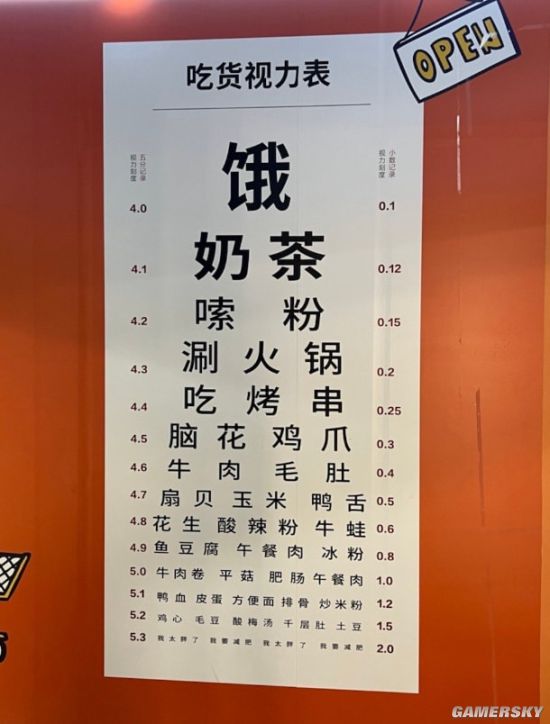 OPEN
吃货视力表
五分记录
视力刻度
小数记录
视力刻度
4.0 饿 0.1
4.1 奶茶 0.12
4.2 嗦粉 0.15
4.3 涮火锅 0.2
4.4 吃烤串 0.25
4.5 脑花 鸡爪 0.3
4.6 牛肉 毛肚 0.4
4.7 扇贝 玉米 鸭舌 0.5
4.8 花生 酸辣粉 牛蛙 0.6
4.9 鱼豆腐 午餐肉 冰粉 0.8
5.0 牛肉卷 平菇 肥肠 午餐肉 1.0
5.1 鸭血 皮蛋 方便面 排骨 炒米粉 1.2
5.2 鸡心 毛豆 酸梅汤 千层肚 土豆 1.5
5.3 我太胖了 我要减肥 我太胖了 我要减肥 2.0
GAMERSKY